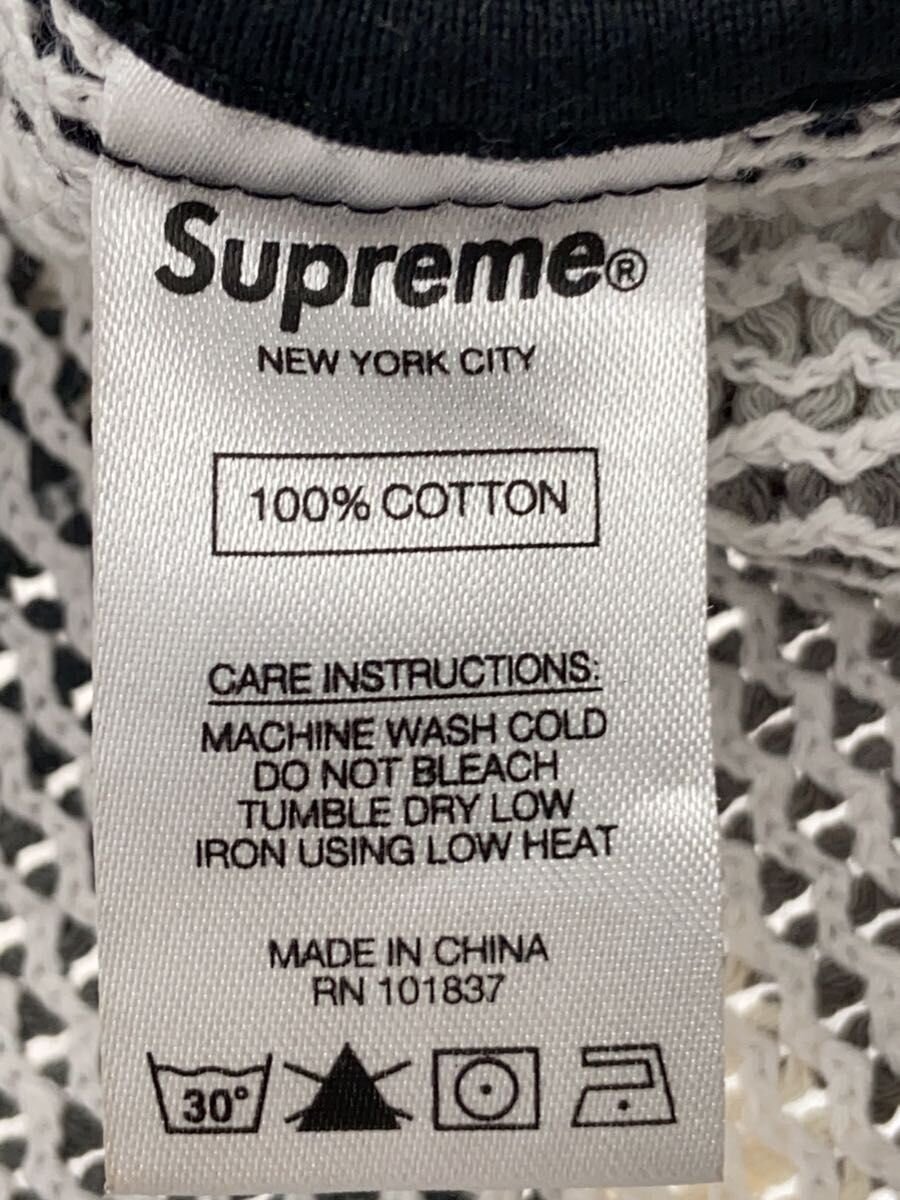 Supreme®
NEW YORK CITY
100% COTTON
CARE INSTRUCTIONS:
MACHINE WASH COLD
DO NOT BLEACH
TUMBLE DRY LOW
IRON USING LOW HEAT
MADE IN CHINA
RN 101837
30°